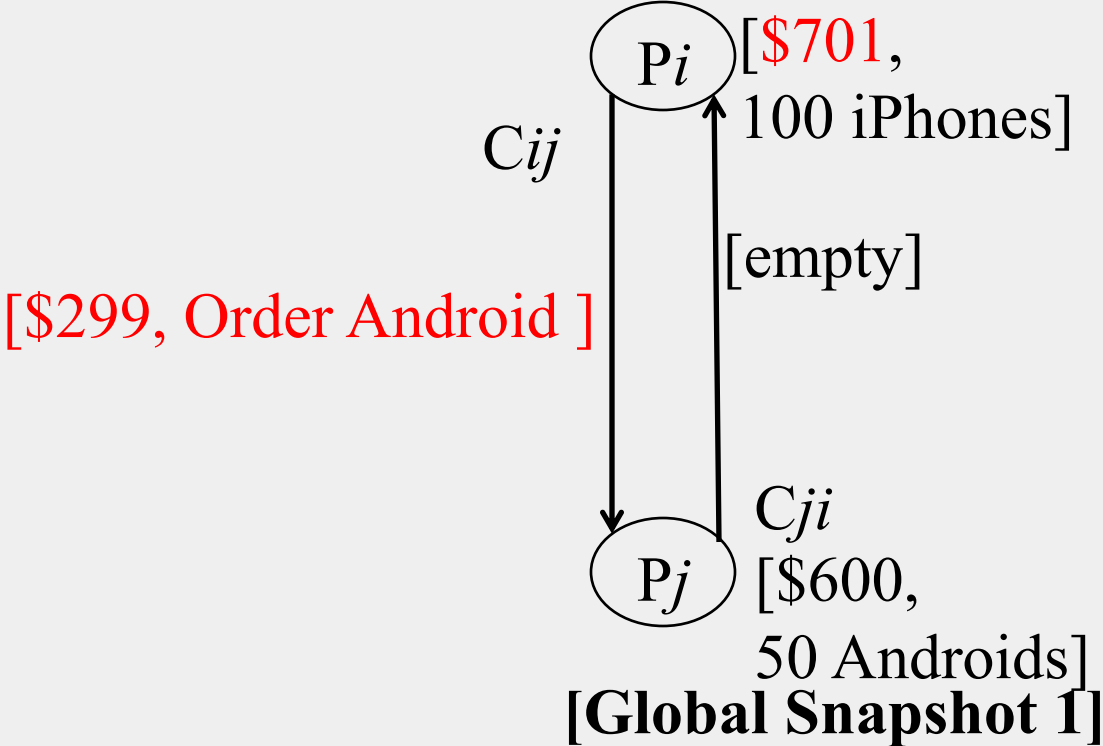 Pi
[$701,
100 iPhones]
Cij
[empty]
[$299, Order Android ]
Cji
Pj
[$600,
50 Androids]
[Global Snapshot 1]